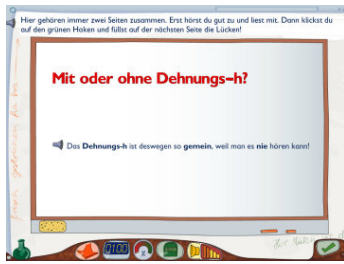 Hier gehören immer zwei Seiten zusammen. Erst hörst du gut zu und liest mit. Dann klickst du
auf den grünen Haken und füllst auf der nächsten Seite die Lücken!
Mit oder ohne Dehnungs-h?
Das Dehnungs-h ist deswegen so gemein, weil man es nie hören kann!